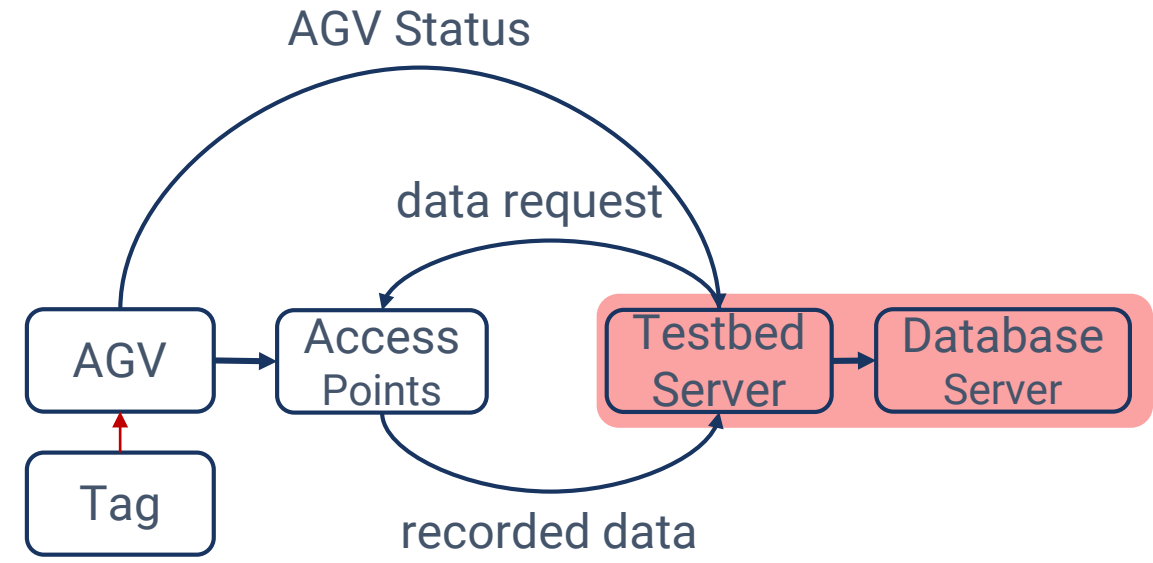 AGV Status
data request
AGV
Access
Points
Testbed
Server
Database
Server
Tag
recorded data